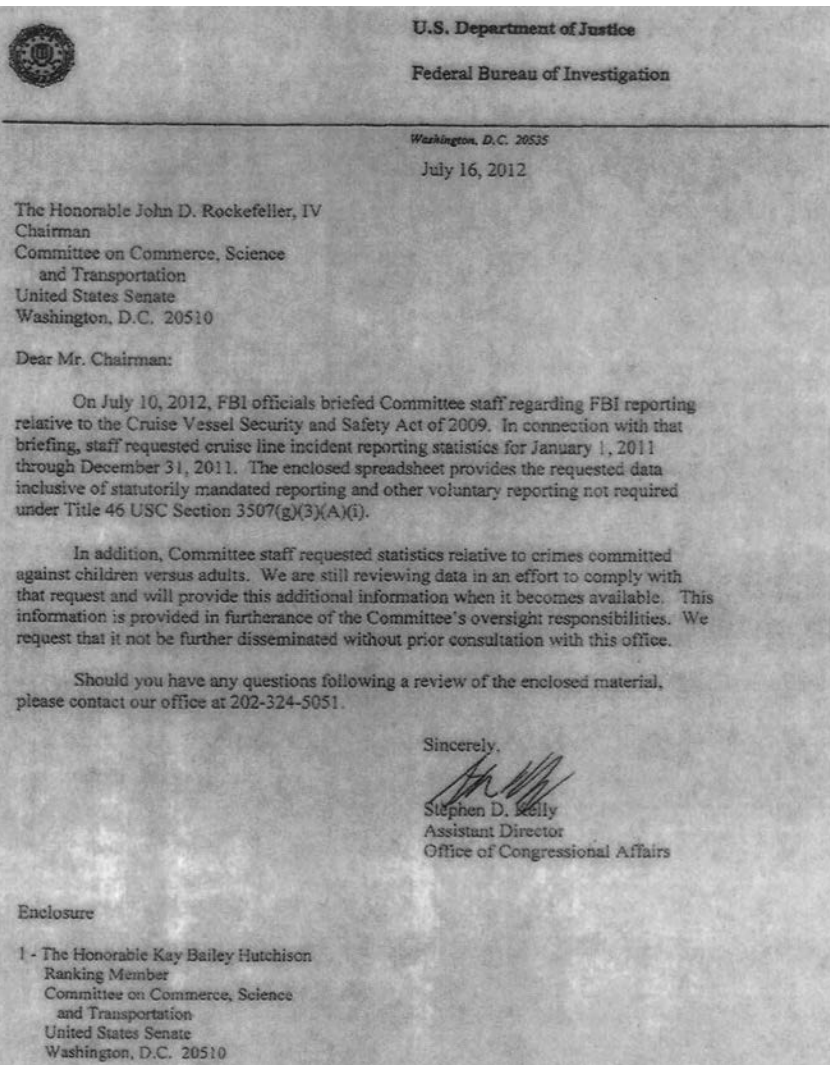 U.S. Department of Justice
Federal Bureau of Investigation
Washington, D.C. 20535
July 16, 2012
The Honorable John D. Rockefeller, IV
Chairman
Committee on Commerce, Science
and Transportation
United States Senate
Washington, D.C. 20510
Dear Mr. Chairman:
On July 10, 2012, FBI officials briefed Committee staff regarding FBI reporting
relative to the Cruise Vessel Security and Safety Act of 2009. In connection with that
briefing, staff requested cruise line incident reporting statistics for January 1, 2011
through December 31, 2011. The enclosed spreadsheet provides the requested data
inclusive of statutorily mandated reporting and other voluntary reporting not required
under Title 46 USC Section 3507(g)(3)(A)(i).
In addition, Committee staff requested statistics relative to crimes committed
against children versus adults. We are still reviewing data in an effort to comply with
that request and will provide this additional information when it becomes available. This
information is provided in furtherance of the Committee's oversight responsibilities. We
request that it not be further disseminated without prior consultation with this office.
Should you have any questions following a review of the enclosed material,
please contact our office at 202-324-5051.
Sincerely,
Stephen D. Kelly
Assistant Director
Office of Congressional Affairs
Enclosure
1 - The Honorable Kay Bailey Hutchison
Ranking Member
Committee on Commerce, Science
and Transportation
United States Senate
Washington, D.C. 20510